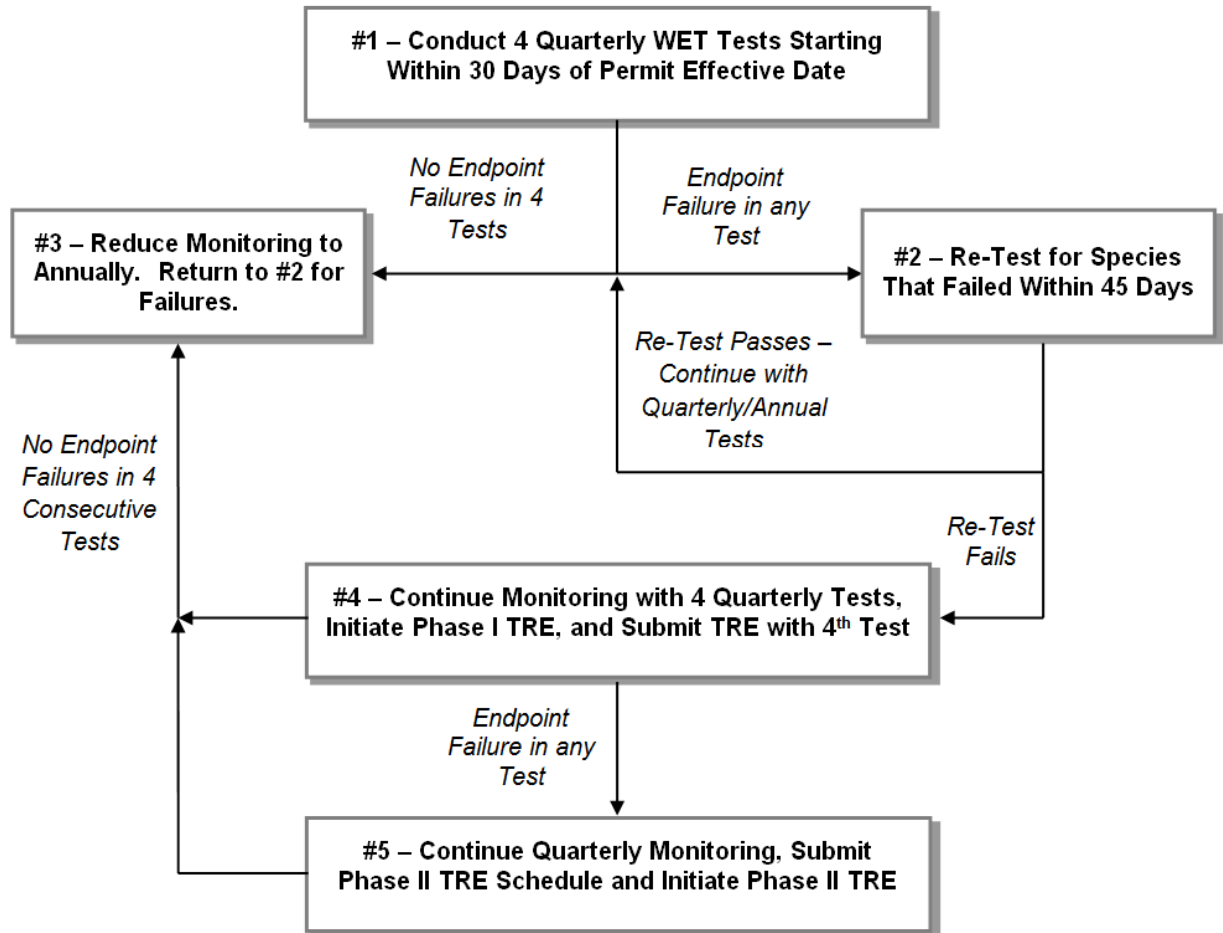 #1 – Conduct 4 Quarterly WET Tests Starting
Within 30 Days of Permit Effective Date
No Endpoint
Failures in 4
Tests
Endpoint
Failure in any
Test
#3 – Reduce Monitoring to
Annually.   Return to #2 for
Failures.
#2 – Re-Test for Species
That Failed Within 45 Days
Re-Test Passes –
Continue with
Quarterly/Annual
Tests
No Endpoint
Failures in 4
Consecutive
Tests
Re-Test
Fails
#4 – Continue Monitoring with 4 Quarterly Tests,
Initiate Phase I TRE, and Submit TRE with 4th Test
Endpoint
Failure in any
Test
#5 – Continue Quarterly Monitoring, Submit
Phase II TRE Schedule and Initiate Phase II TRE